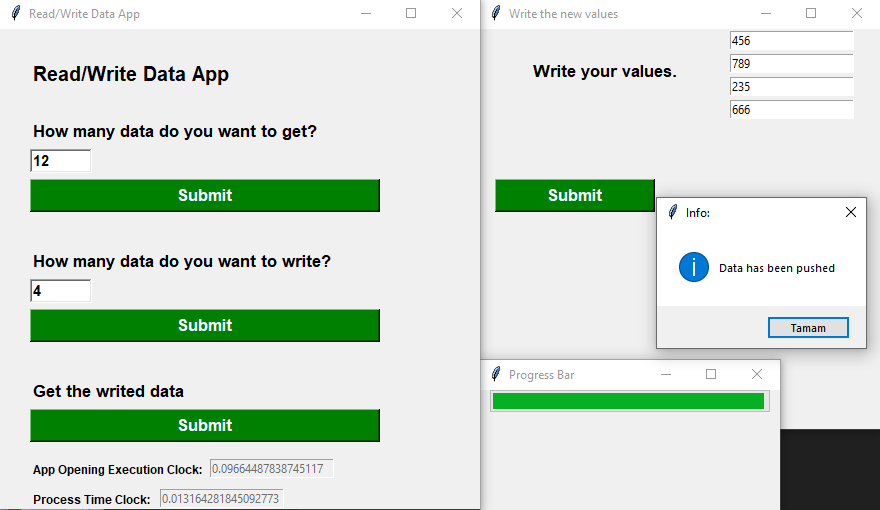 Read/Write Data App
Read/Write Data App
How many data do you want to get?
12
Submit
How many data do you want to write?
4
Submit
Get the writed data
Submit
App Opening Execution Clock: 0.09664487838745117
Process Time Clock: 0.013164281845092773
Write the new values
Write your values.
456
789
235
666
Submit
Info:
Data has been pushed
Tamam
Progress Bar